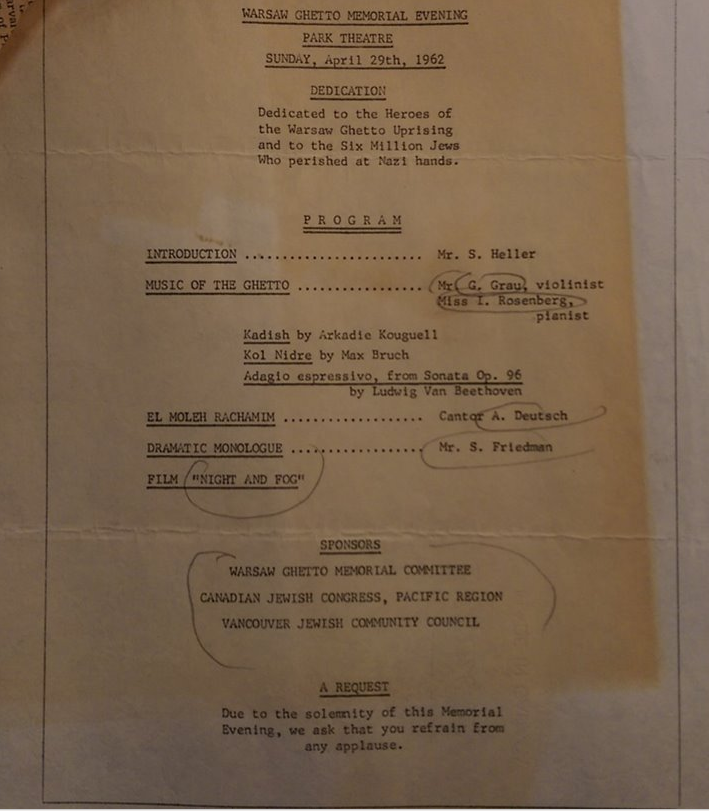 WARSAW GHETTO MEMORIAL EVENING
PARK THEATRE
SUNDAY, April 29th, 1962
DEDICATION
Dedicated to the Heroes of
the Warsaw Ghetto Uprising
and to the Six Million Jews
Who perished at Nazi hands.
PROGRAM
INTRODUCTION ........................ Mr. S. Heller
MUSIC OF THE GHETTO ................. Mr. G. Grau, violinist
Miss I. Rosenberg,
pianist
Kadish by Arkadie Kouguell
Kol Nidre by Max Bruch
Adagio espressivo, from Sonata Op. 96
by Ludwig Van Beethoven
EL MOLEH RACHAMIM ................... Cantor A. Deutsch
DRAMATIC MONOLOGUE .................. Mr. S. Friedman
FILM "NIGHT AND FOG"
SPONSORS
WARSAW GHETTO MEMORIAL COMMITTEE
CANADIAN JEWISH CONGRESS, PACIFIC REGION
VANCOUVER JEWISH COMMUNITY COUNCIL
A REQUEST
Due to the solemnity of this Memorial
Evening, we ask that you refrain from
any applause.